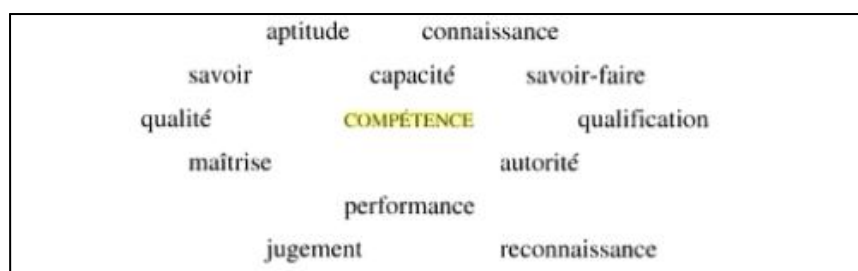 aptitude connaissance
savoir capacité savoir-faire
qualité COMPÉTENCE qualification
maîtrise autorité
performance
jugement reconnaissance